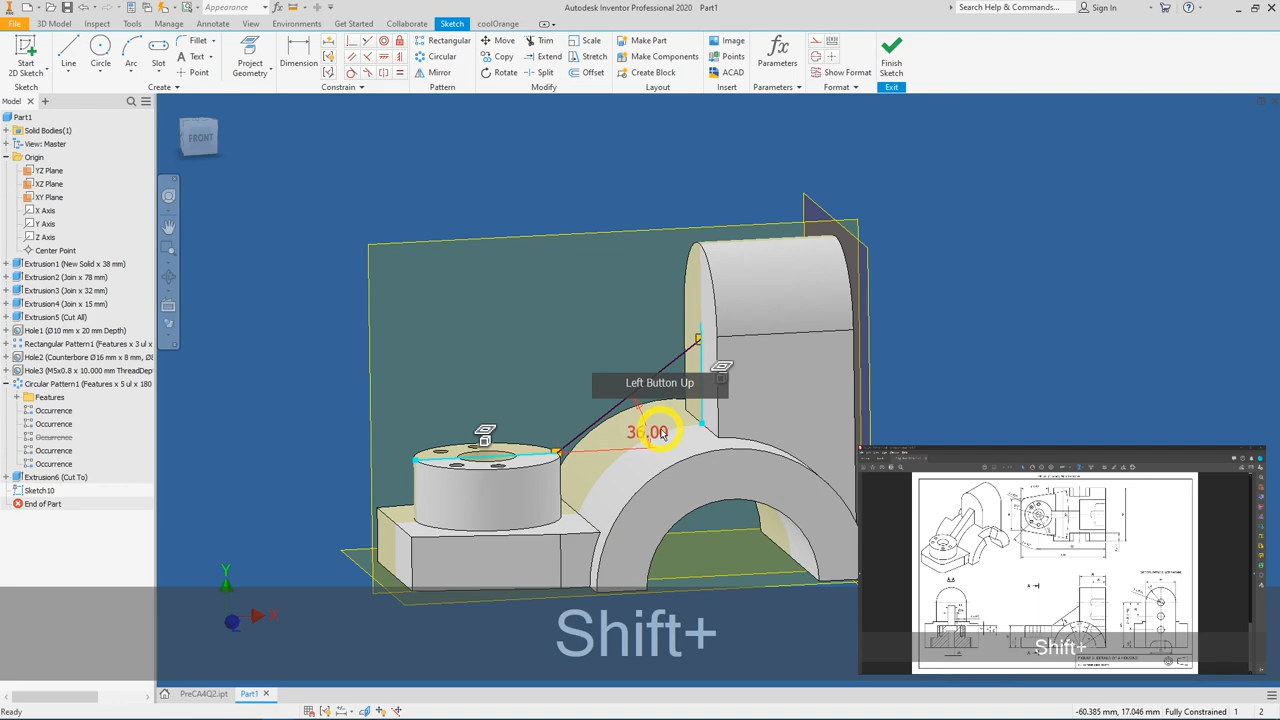 Appearance
Autodesk Inventor Professional 2020 Part1
Search Help & Commands...
Sign In
File
3D Model
Sketch
Inspect
Tools
Manage
Annotate
View
Environments
Get Started
Collaborate
Sketch
coolOrange
Start
2D Sketch
Line
Circle
Arc
Slot
Fillet
Text
Point
Project
Geometry
Dimension
Rectangular
Circular
Mirror
Move
Copy
Rotate
Trim
Extend
Split
Scale
Stretch
Offset
Make Part
Make Components
Create Block
Image
Points
ACAD
Parameters
Show Format
Finish
Sketch
Sketch
Create
Constrain
Pattern
Modify
Layout
Insert
Parameters
Format
Exit
Model
Part1
Solid Bodies(1)
View: Master
Origin
YZ Plane
XZ Plane
XY Plane
X Axis
Y Axis
Z Axis
Center Point
Extrusion1 (New Solid x 38 mm)
Extrusion2 (Join x 78 mm)
Extrusion3 (Join x 32 mm)
Extrusion4 (Join x 15 mm)
Extrusion5 (Cut All)
Hole1 (Ø10 mm x 20 mm Depth)
Rectangular Pattern1 (Features x 3 ul x
Hole2 (Counterbore Ø16 mm x 8 mm, Ø
Hole3 (M5x0.8 x 10.000 mm ThreadDep
Circular Pattern1 (Features x 5 ul x 180
Features
Occurrence
Occurrence
Occurrence
Occurrence
Occurrence
Extrusion6 (Cut To)
Sketch10
End of Part
FRONT
Left Button Up
36.00
Y
X
Shift+
Shift+
PreCA4Q2.ipt
Part1
Ready
-60.385 mm, 17.046 mm
Fully Constrained
1
2